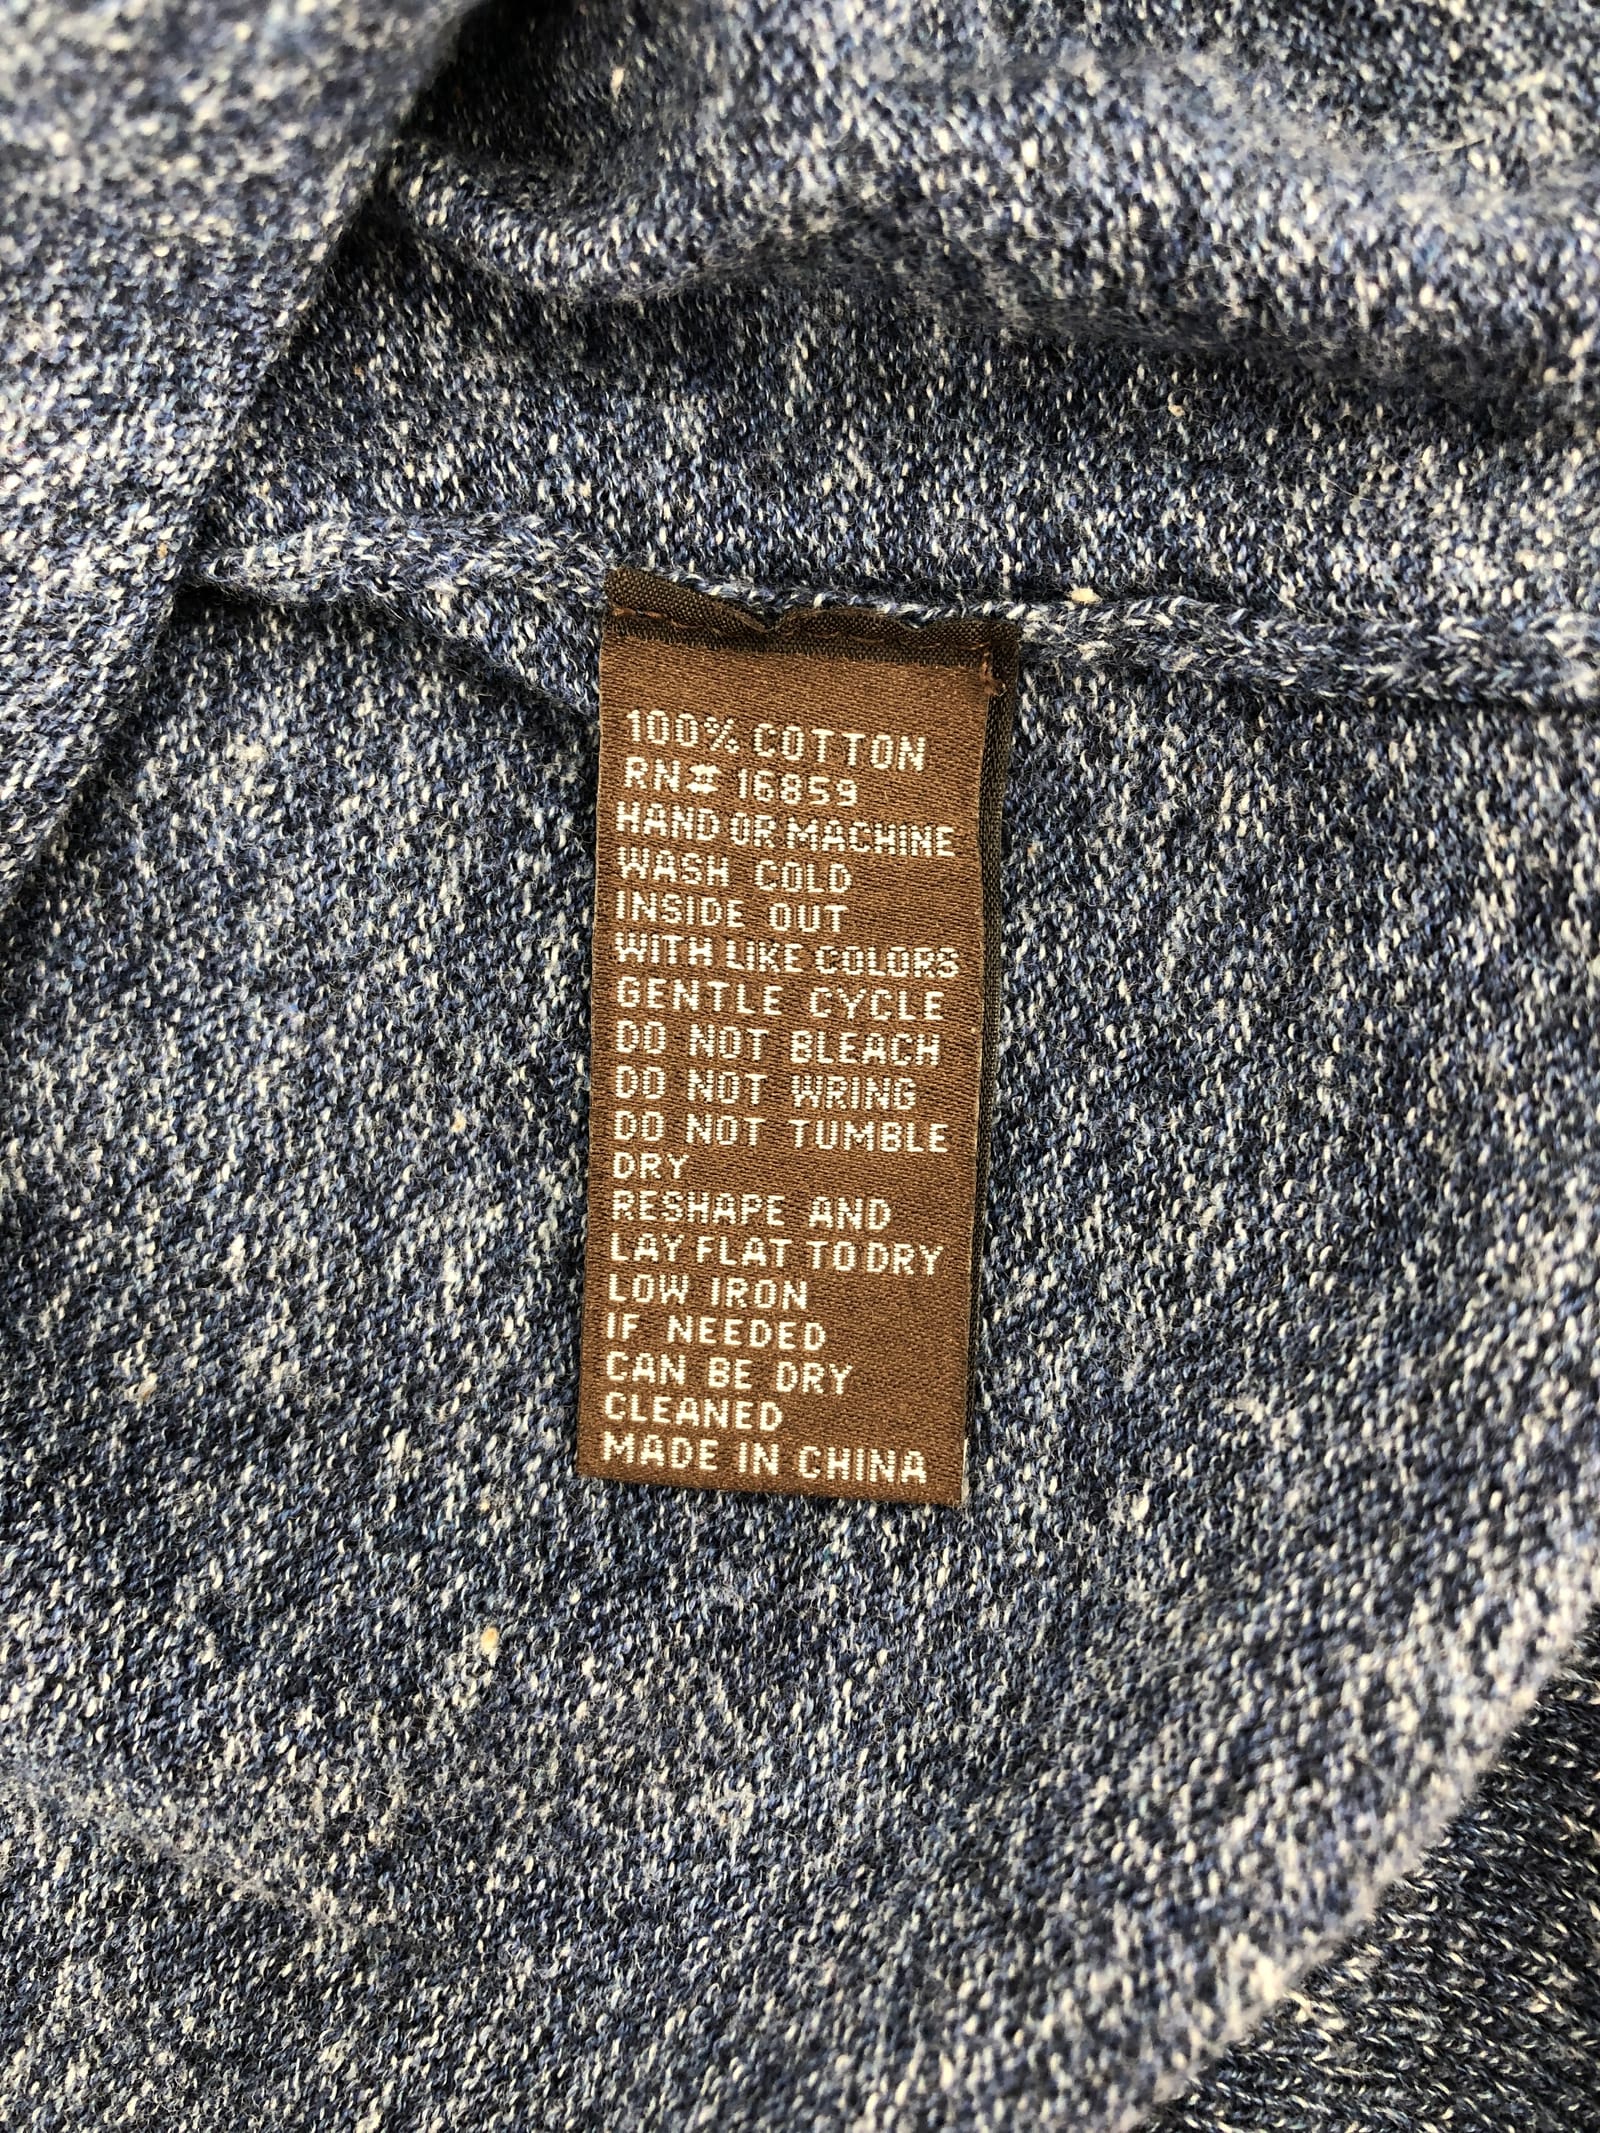 100% COTTON
RN# 16859
HAND OR MACHINE
WASH COLD
INSIDE OUT
WITH LIKE COLORS
GENTLE CYCLE
DO NOT BLEACH
DO NOT WRING
DO NOT TUMBLE
DRY
RESHAPE AND
LAY FLAT TO DRY
LOW IRON
IF NEEDED
CAN BE DRY
CLEANED
MADE IN CHINA